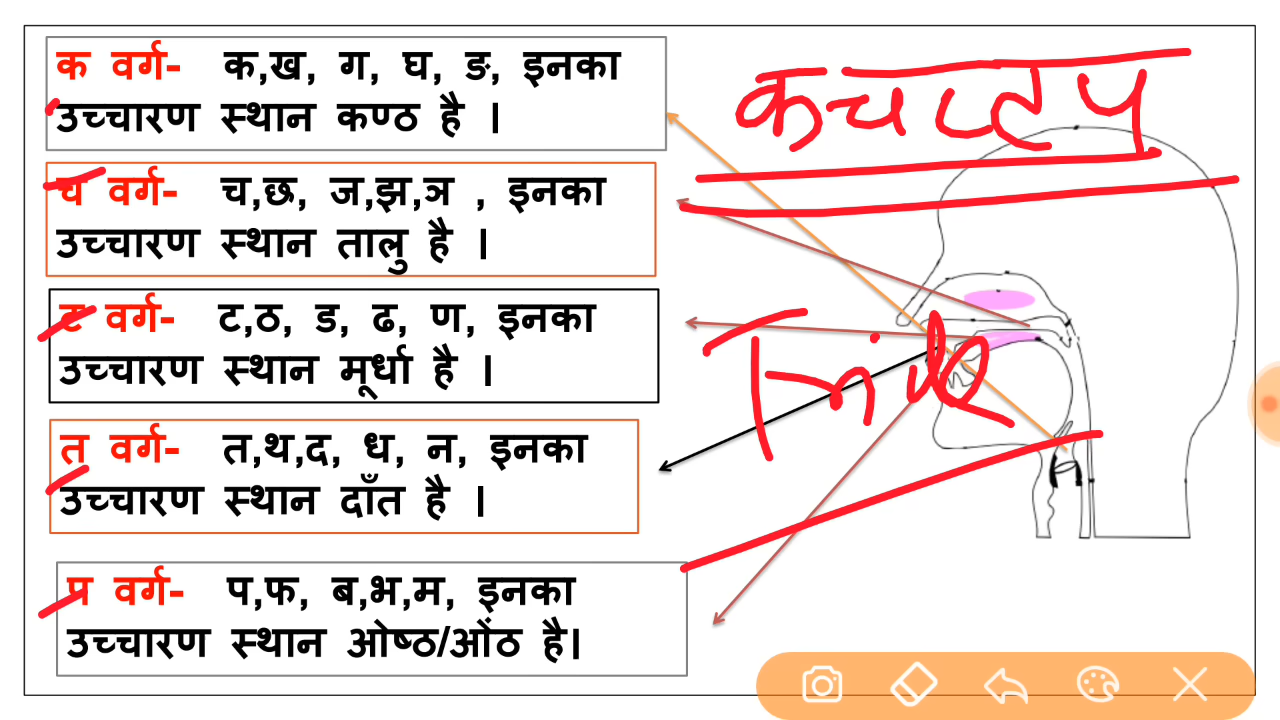 क वर्ग- क,ख, ग, घ, ङ, इनका
उच्चारण स्थान कण्ठ है ।
च वर्ग- च,छ, ज,झ,ञ , इनका
उच्चारण स्थान तालु है ।
ट वर्ग- ट,ठ, ड, ढ, ण, इनका
उच्चारण स्थान मूर्धा है ।
त वर्ग- त,थ,द, ध, न, इनका
उच्चारण स्थान दाँत है ।
प वर्ग- प,फ, ब,भ,म, इनका
उच्चारण स्थान ओष्ठ/ओंठ है।
कचटतप
Trick